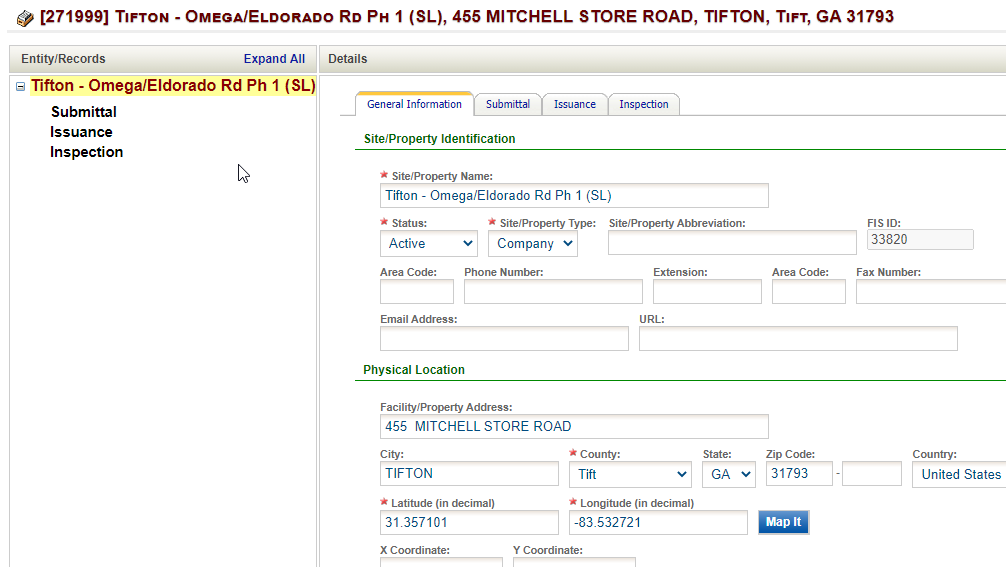 [271999] Tifton - Omega/Eldorado Rd Ph 1 (SL), 455 MITCHELL STORE ROAD, TIFTON, Tift, GA 31793
Entity/Records Expand All Details
Tifton - Omega/Eldorado Rd Ph 1 (SL)
Submittal
Issuance
Inspection
General Information Submittal Issuance Inspection
Site/Property Identification
* Site/Property Name:
Tifton - Omega/Eldorado Rd Ph 1 (SL)
* Status: * Site/Property Type: Site/Property Abbreviation: FIS ID:
Active Company 33820
Area Code: Phone Number: Extension: Area Code: Fax Number:
Email Address: URL:
Physical Location
Facility/Property Address:
455 MITCHELL STORE ROAD
City: * County: State: Zip Code: Country:
TIFTON Tift GA 31793 - United States
* Latitude (in decimal) * Longitude (in decimal)
31.357101 -83.532721 Map It
X Coordinate: Y Coordinate: